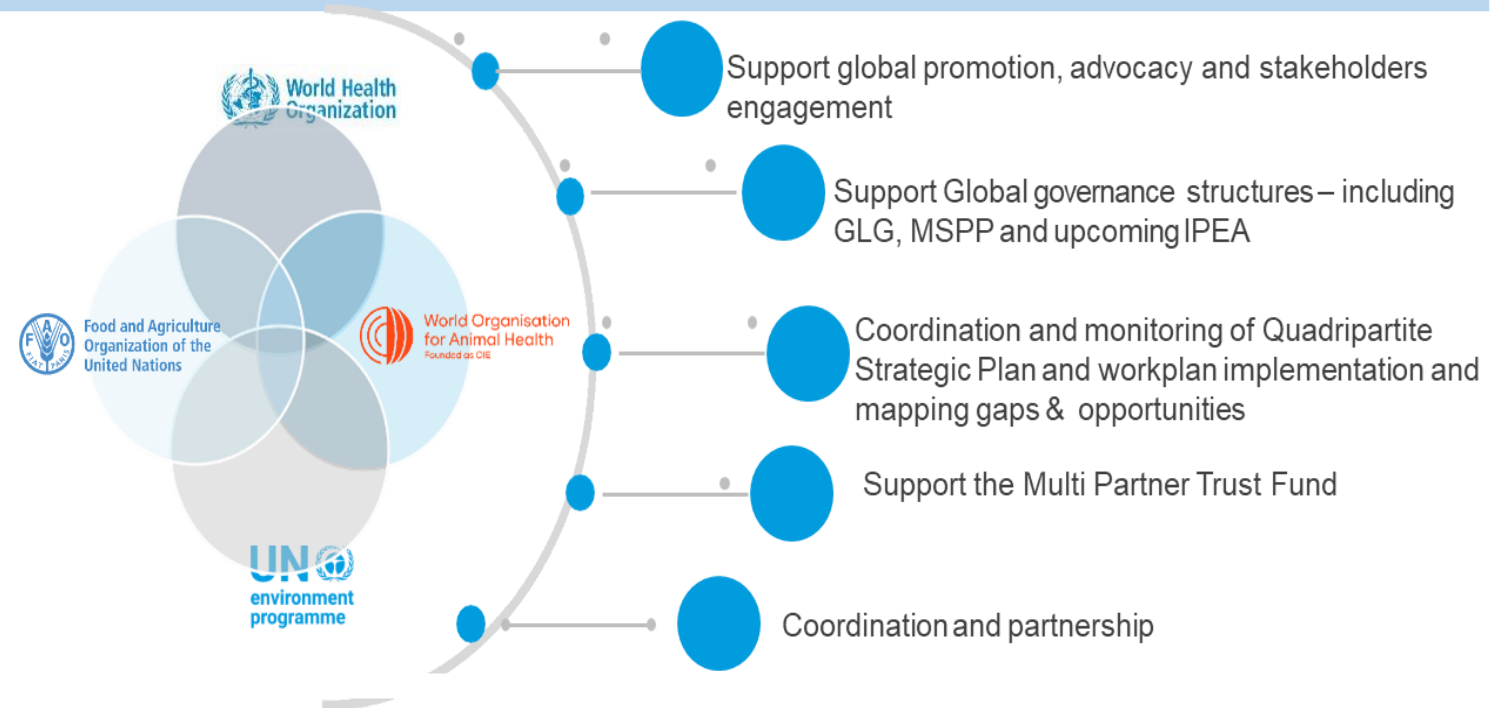 World Health
Organization
Food and Agriculture
Organization of the
United Nations
FAO
FIAT PANIS
World Organisation
for Animal Health
Founded as OIE
UN
environment
programme
Support global promotion, advocacy and stakeholders
engagement
Support Global governance structures – including
GLG, MSPP and upcoming IPEA
Coordination and monitoring of Quadripartite
Strategic Plan and workplan implementation and
mapping gaps & opportunities
Support the Multi Partner Trust Fund
Coordination and partnership